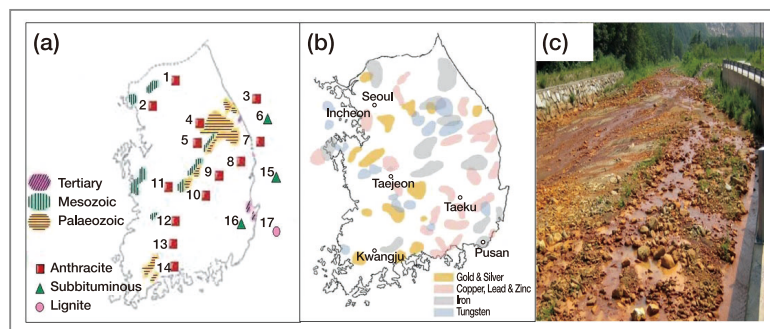 (a)
1
2
3
4
6
5
7
8
9
15
11
10
12
16
17
13
14
Tertiary
Mesozoic
Palaeozoic
Anthracite
Subbituminous
Lignite
(b)
Seoul
Incheon
Taejeon
Taeku
Kwangju
Pusan
Gold & Silver
Copper, Lead & Zinc
Iron
Tungsten
(c)